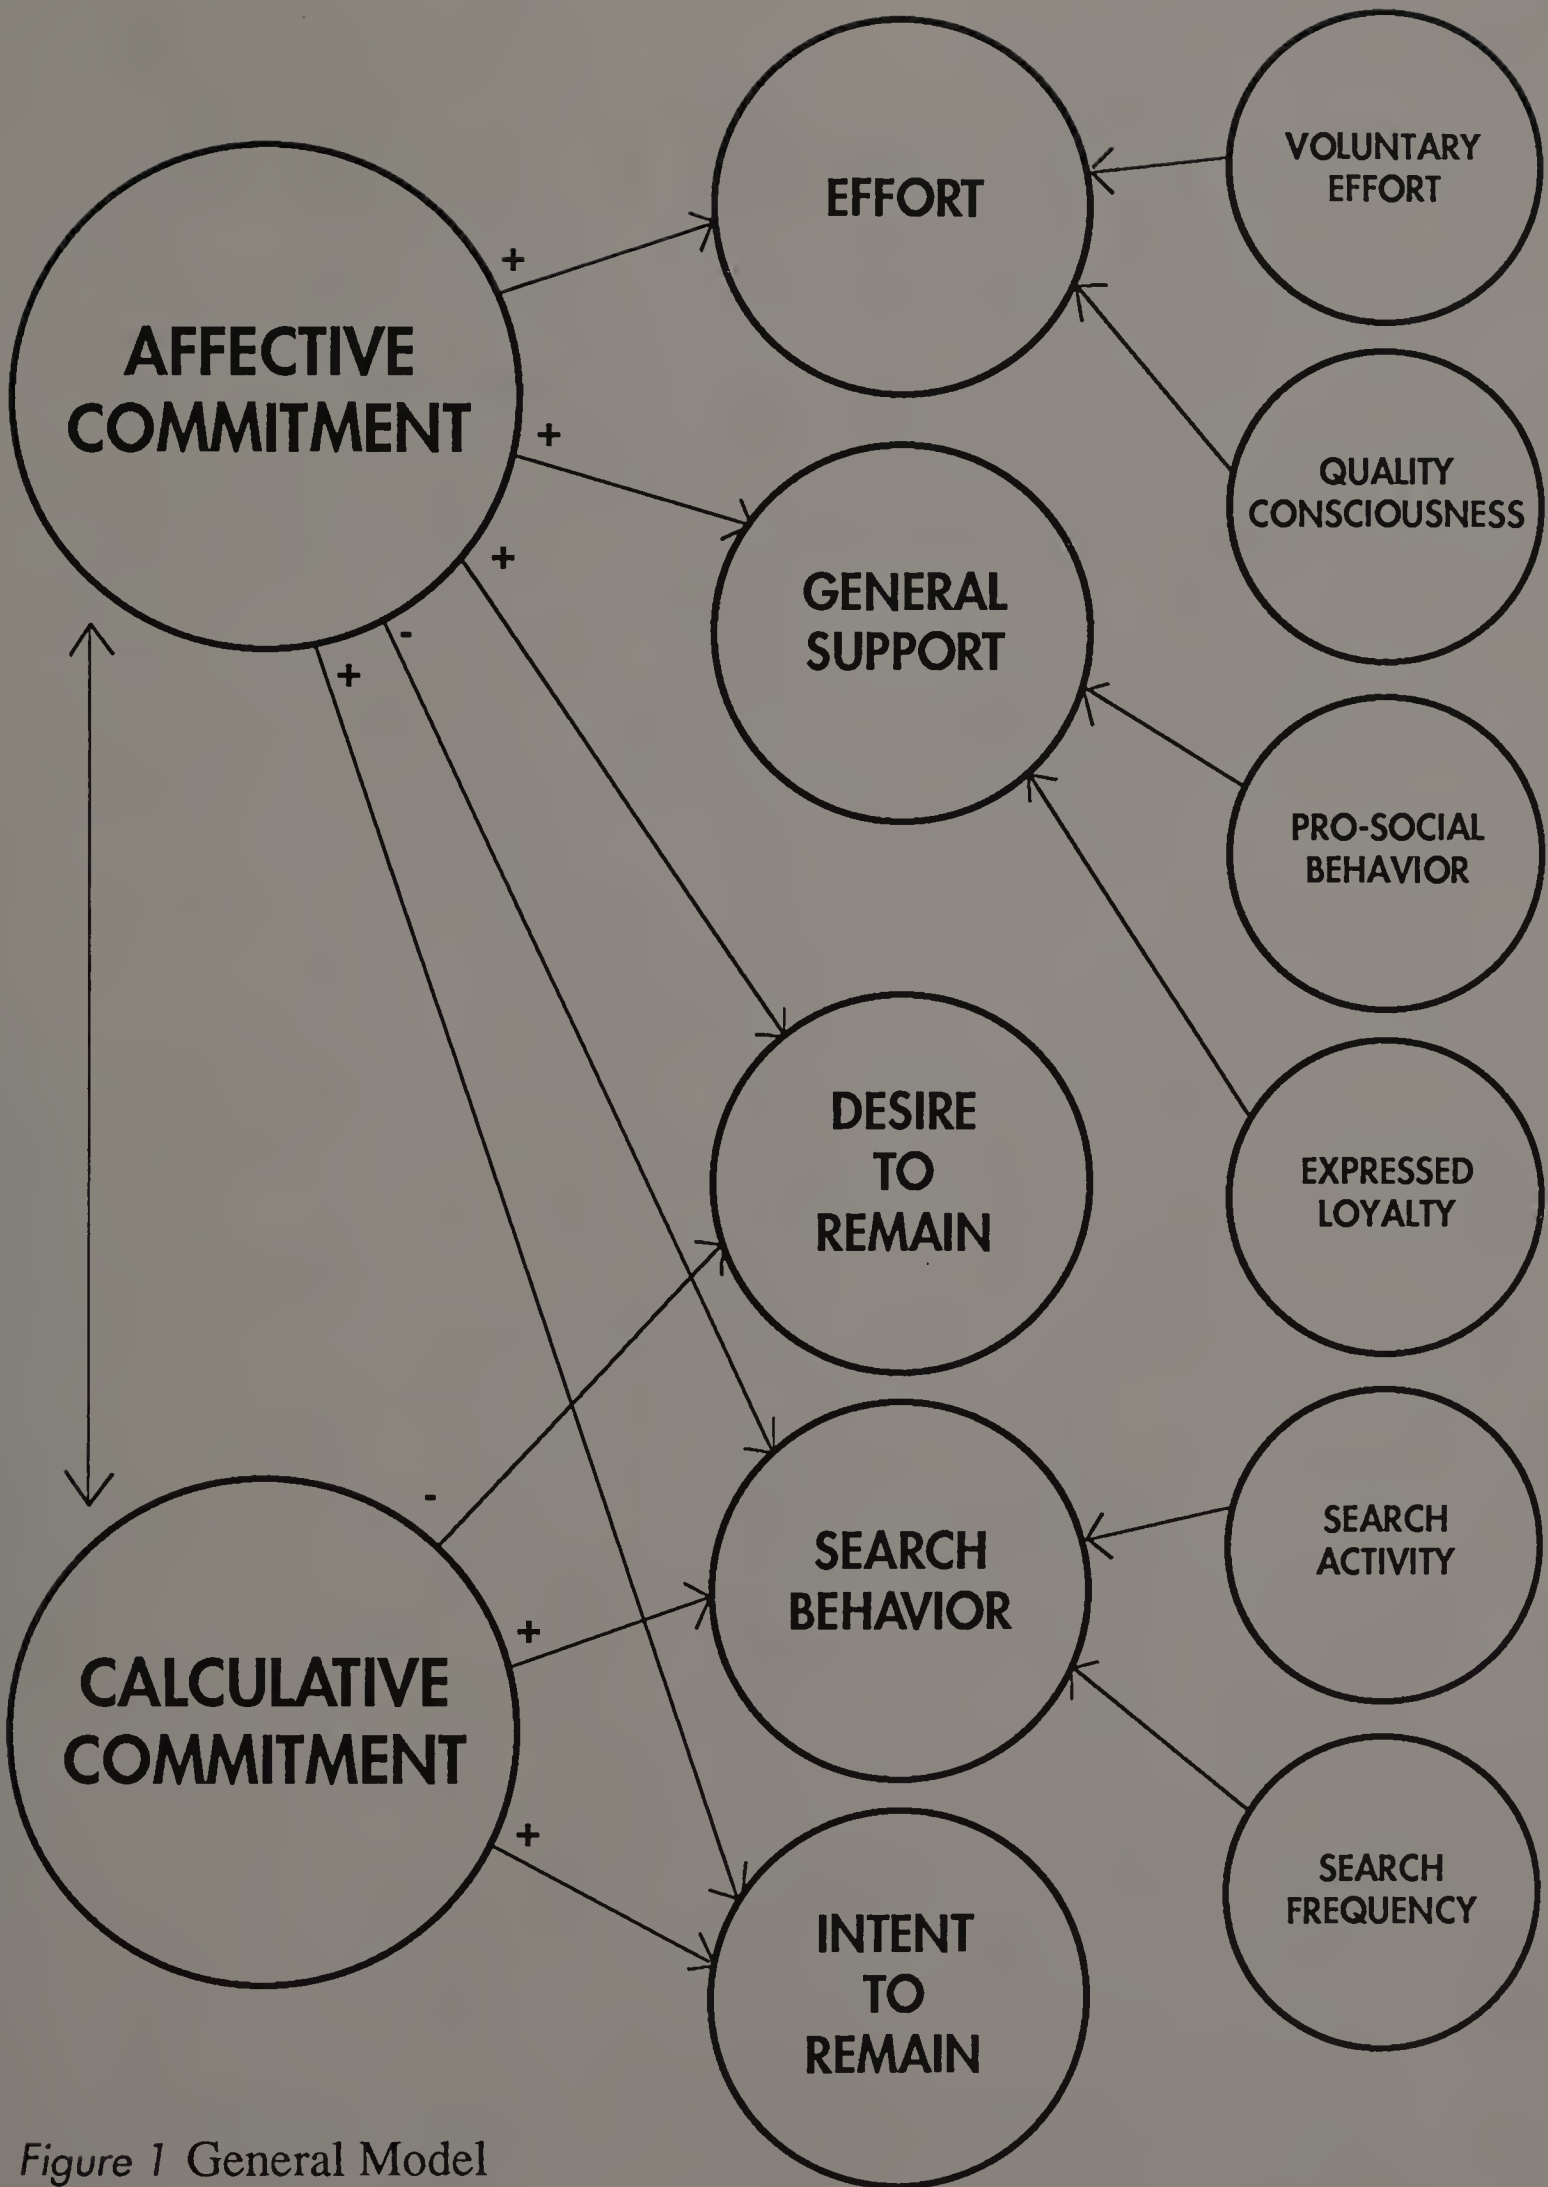 AFFECTIVE
COMMITMENT
+
+
+
-
+
CALCULATIVE
COMMITMENT
-
+
+
EFFORT
GENERAL
SUPPORT
DESIRE
TO
REMAIN
SEARCH
BEHAVIOR
INTENT
TO
REMAIN
VOLUNTARY
EFFORT
QUALITY
CONSCIOUSNESS
PRO-SOCIAL
BEHAVIOR
EXPRESSED
LOYALTY
SEARCH
ACTIVITY
SEARCH
FREQUENCY
Figure 1 General Model